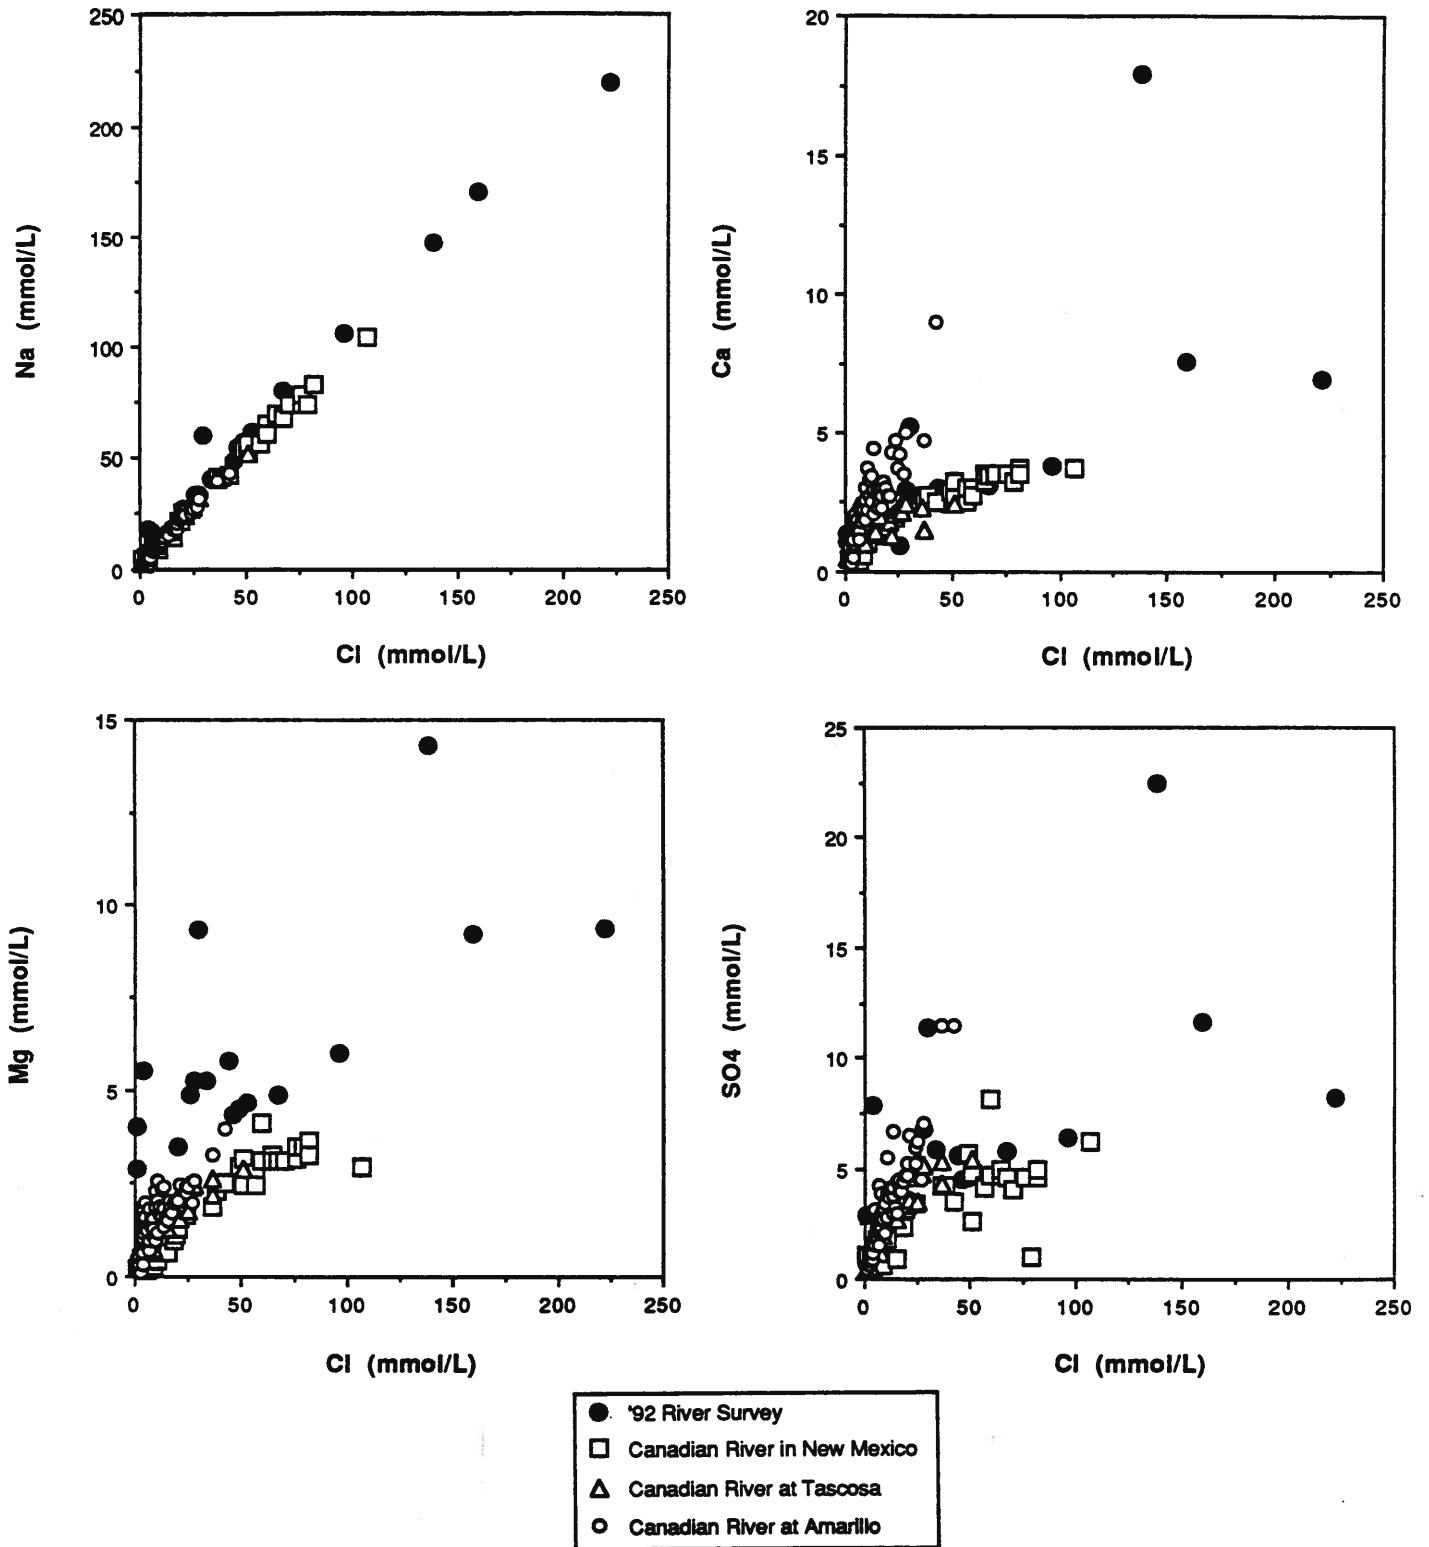 250
200
150
100
50
0
Na (mmol/L)
0 50 100 150 200 250
Cl (mmol/L)
20
15
10
5
0
Ca (mmol/L)
0 50 100 150 200 250
Cl (mmol/L)
15
10
5
0
Mg (mmol/L)
0 50 100 150 200 250
Cl (mmol/L)
25
20
15
10
5
0
SO4 (mmol/L)
0 50 100 150 200 250
Cl (mmol/L)
'92 River Survey
Canadian River in New Mexico
Canadian River at Tascosa
Canadian River at Amarillo